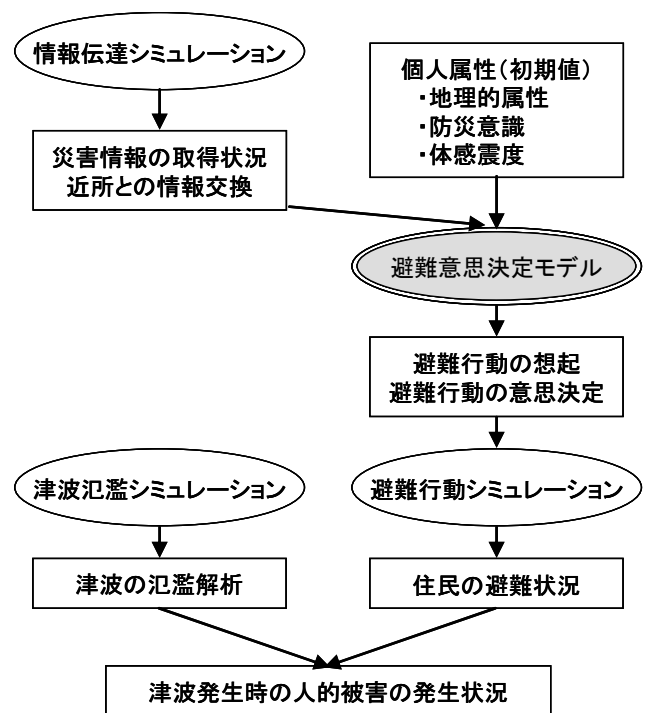 情報伝達シミュレーション
個人属性（初期値）
・地理的属性
・防災意識
・体感震度
災害情報の取得状況
近所との情報交換
避難意思決定モデル
避難行動の想起
避難行動の意思決定
津波氾濫シミュレーション
避難行動シミュレーション
津波の氾濫解析
住民の避難状況
津波発生時の人的被害の発生状況